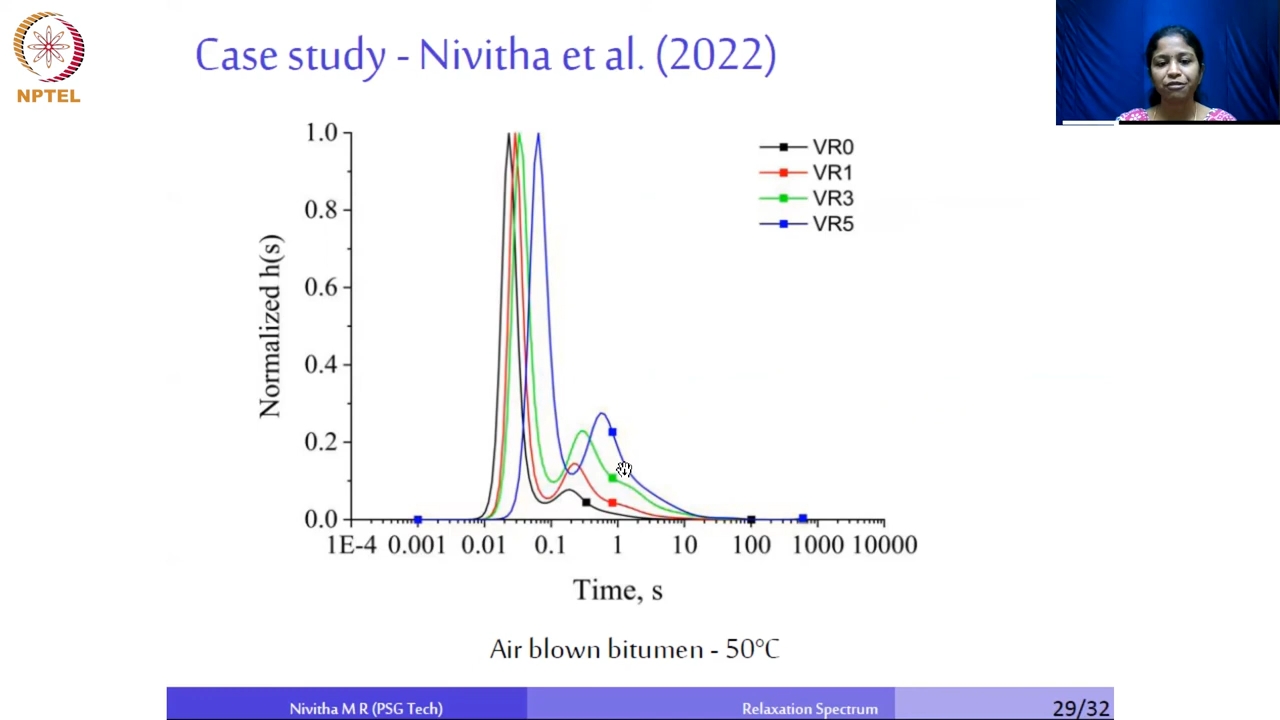 Case study - Nivitha et al. (2022)
NPTEL
VR0
VR1
VR3
VR5
Normalized h(s)
1.0
0.8
0.6
0.4
0.2
0.0
1E-4 0.001 0.01 0.1 1 10 100 1000 10000
Time, s
Air blown bitumen - 50°C
Nivitha M R (PSG Tech) Relaxation Spectrum 29/32